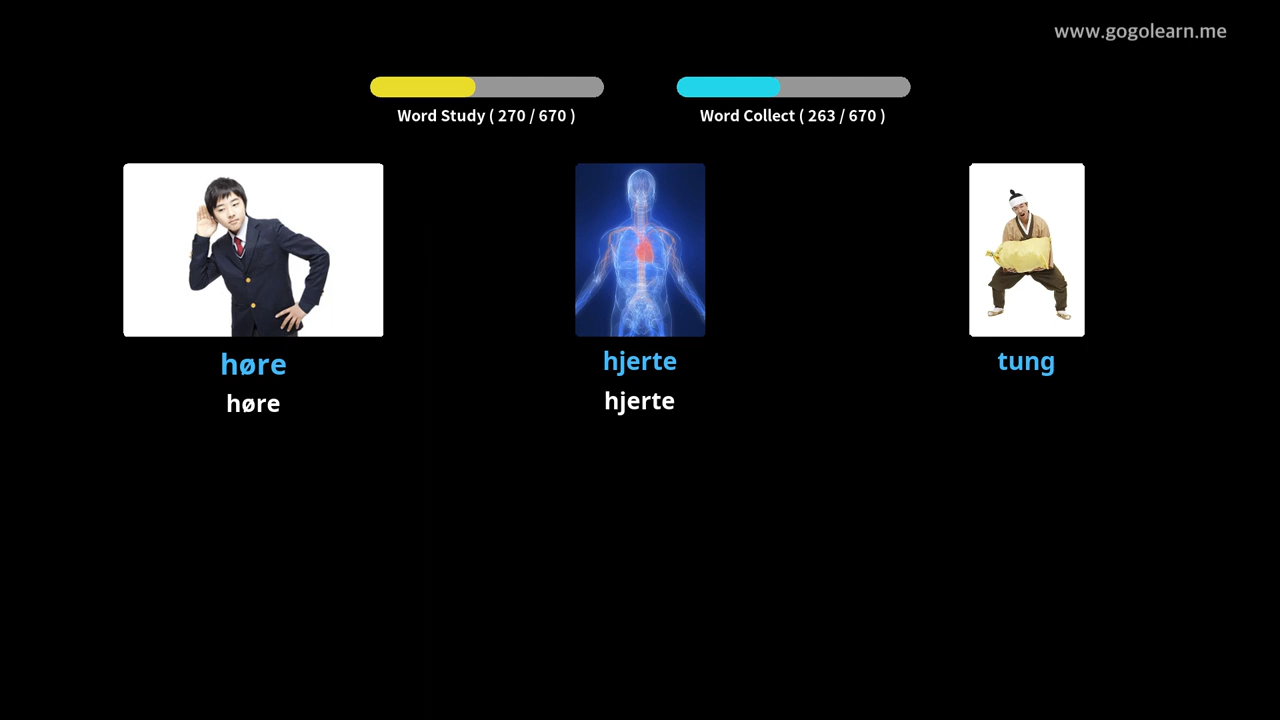 www.gogolearn.me
Word Study ( 270 / 670 )
Word Collect ( 263 / 670 )
høre
høre
hjerte
hjerte
tung